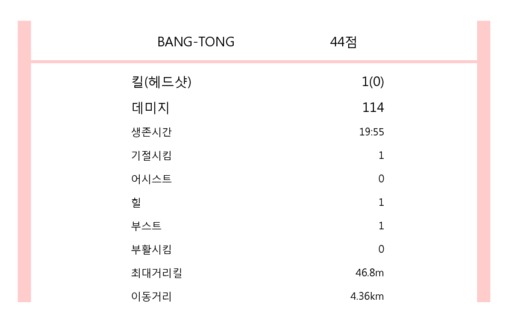 BANG-TONG 44점
킬(헤드샷) 1(0)
데미지 114
생존시간 19:55
기절시킴 1
어시스트 0
힐 1
부스트 1
부활시킴 0
최대거리킬 46.8m
이동거리 4.36km